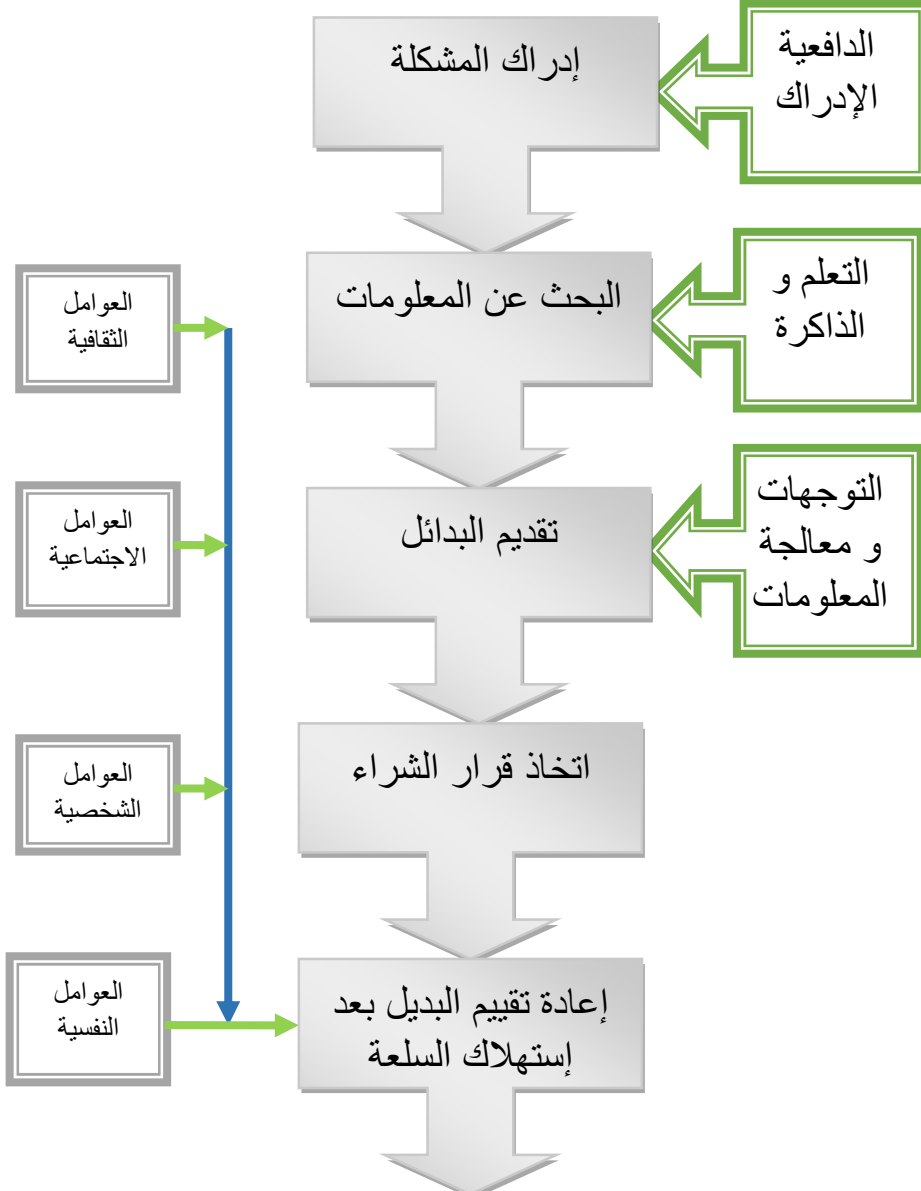 إدراك المشكلة
الدافعية
الإدراك
البحث عن المعلومات
التعلم و
الذاكرة
العوامل
الثقافية
تقديم البدائل
التوجهات
و معالجة
المعلومات
العوامل
الاجتماعية
اتخاذ قرار الشراء
العوامل
الشخصية
إعادة تقييم البديل بعد
إستهلاك السلعة
العوامل
النفسية